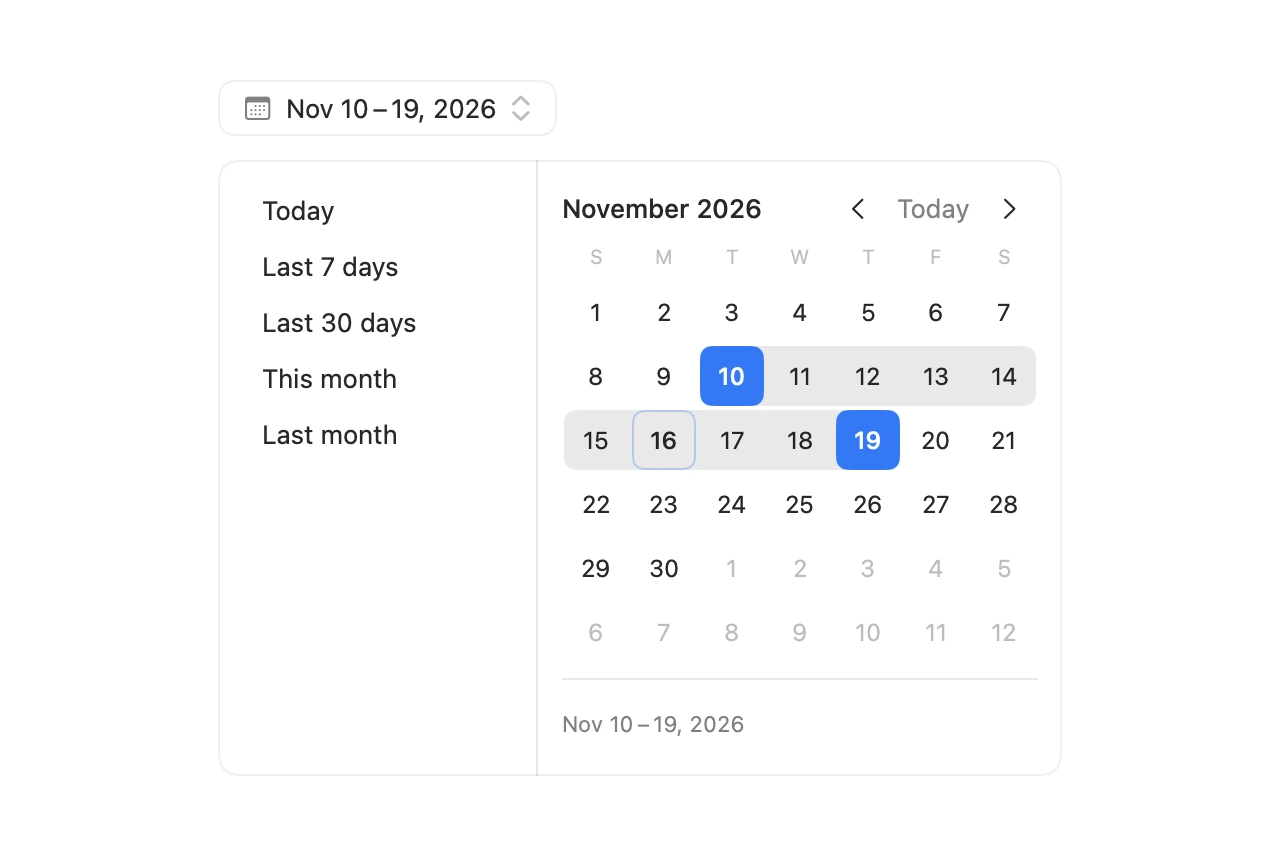 Nov 10 – 19, 2026
Today
Last 7 days
Last 30 days
This month
Last month
November 2026 Today
S M T W T F S
1 2 3 4 5 6 7
8 9 10 11 12 13 14
15 16 17 18 19 20 21
22 23 24 25 26 27 28
29 30 1 2 3 4 5
6 7 8 9 10 11 12
Nov 10 – 19, 2026